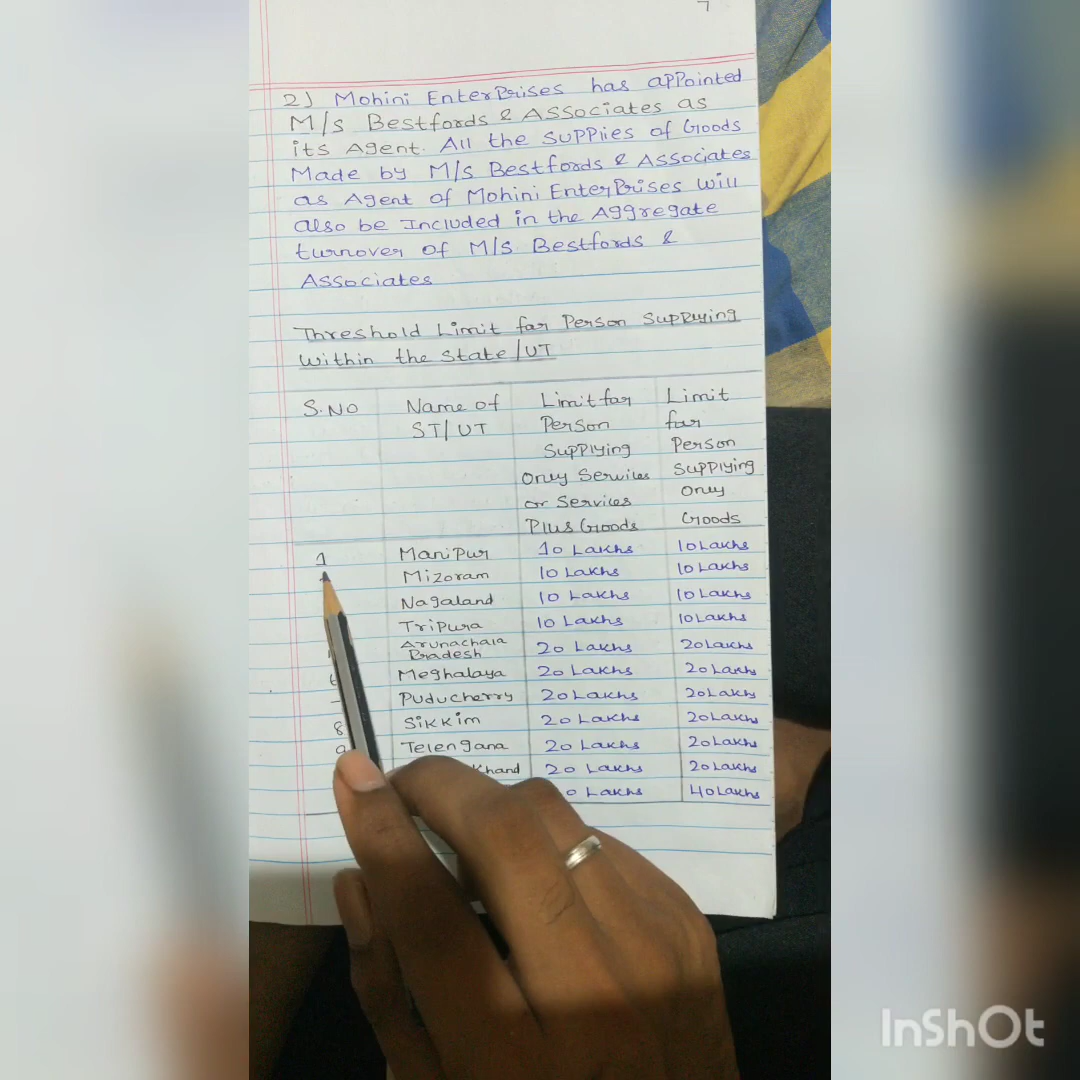 7
2) Mohini Enterprises has appointed
M/s Bestfords & Associates as
its Agent. All the supplies of Goods
Made by M/s Bestfords & Associates
as Agent of Mohini Enterprises will
also be Included in the Aggregate
turnover of M/s Bestfords &
Associates
Threshold Limit for Person supplying
within the state/UT
S.No Name of ST/UT Limit for Person Supplying only Services or Services Plus Goods Limit for Person supplying only Goods
1 Manipur 10 Lakhs 10 Lakhs
Mizoram 10 Lakhs 10 Lakhs
Nagaland 10 Lakhs 10 Lakhs
Tripura 10 Lakhs 10 Lakhs
Arunachala Pradesh 20 Lakhs 20 Lakhs
Meghalaya 20 Lakhs 20 Lakhs
Puducherry 20 Lakhs 20 Lakhs
8 Sikkim 20 Lakhs 20 Lakhs
9 Telengana 20 Lakhs 20 Lakhs
khand 20 Lakhs 20 Lakhs
0 Lakhs 40 Lakhs
InShOt